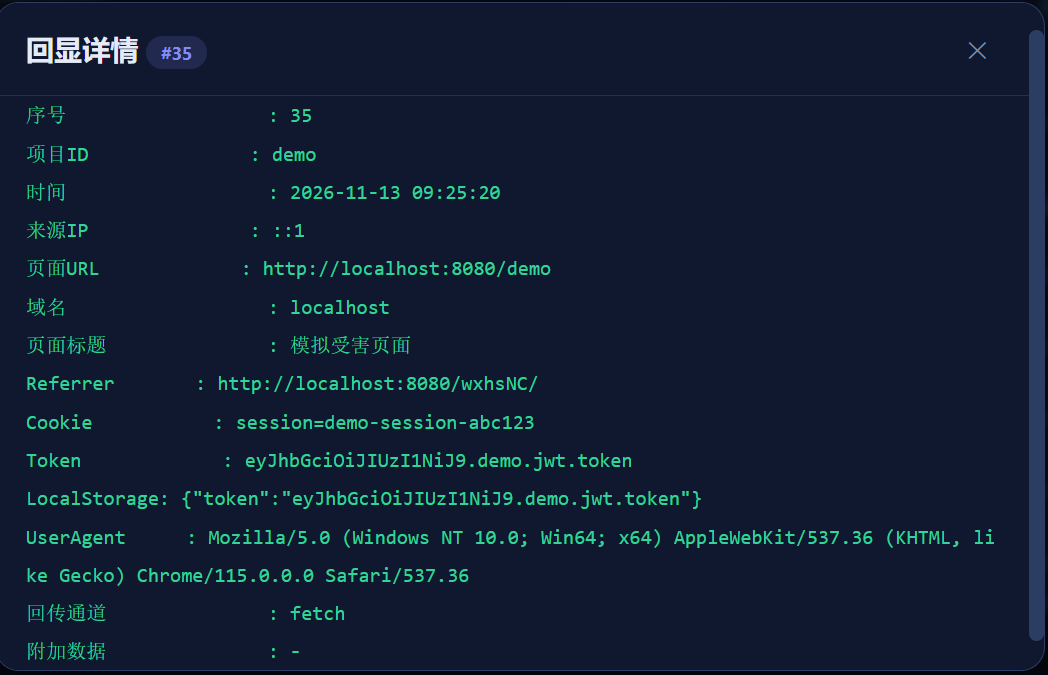 回显详情 #35
序号 : 35
项目ID : demo
时间 : 2026-11-13 09:25:20
来源IP : ::1
页面URL : http://localhost:8080/demo
域名 : localhost
页面标题 : 模拟受害页面
Referrer : http://localhost:8080/wxhsNC/
Cookie : session=demo-session-abc123
Token : eyJhbGciOiJIUzI1NiJ9.demo.jwt.token
LocalStorage: {"token":"eyJhbGciOiJIUzI1NiJ9.demo.jwt.token"}
UserAgent : Mozilla/5.0 (Windows NT 10.0; Win64; x64) AppleWebKit/537.36 (KHTML, li
ke Gecko) Chrome/115.0.0.0 Safari/537.36
回传通道 : fetch
附加数据 : -